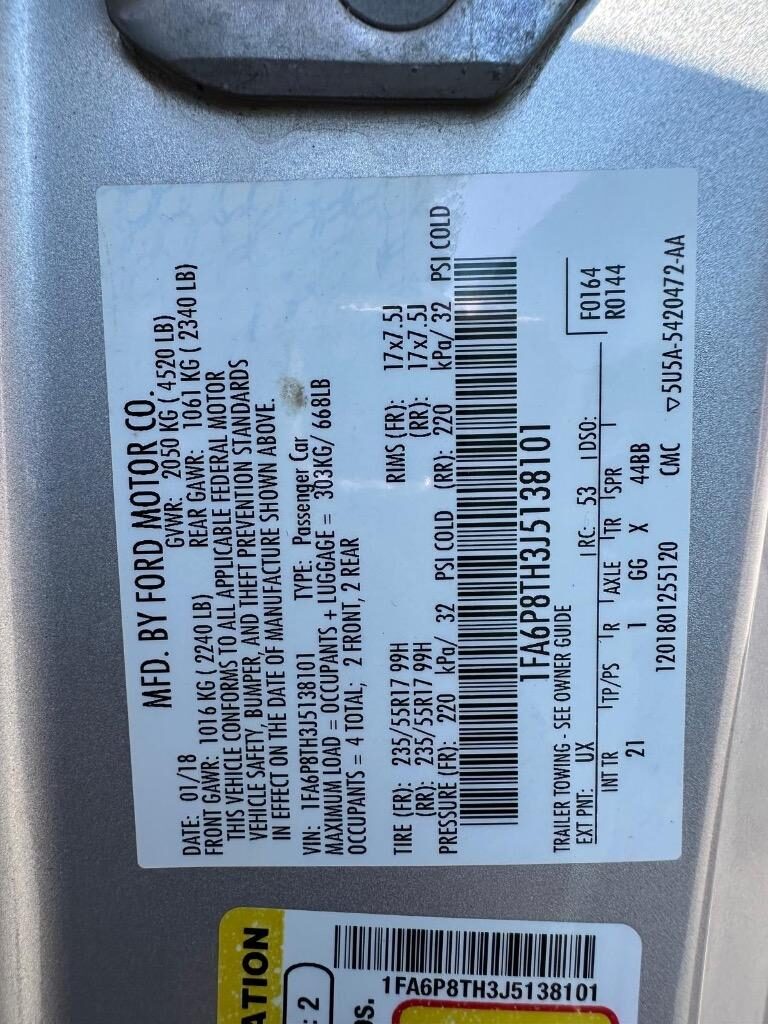 MFD. BY FORD MOTOR CO.
DATE: 01/18 GVWR: 2050 KG ( 4520 LB)
FRONT GAWR: 1016 KG ( 2240 LB) REAR GAWR: 1061 KG ( 2340 LB)
THIS VEHICLE CONFORMS TO ALL APPLICABLE FEDERAL MOTOR
VEHICLE SAFETY, BUMPER, AND THEFT PREVENTION STANDARDS
IN EFFECT ON THE DATE OF MANUFACTURE SHOWN ABOVE.
VIN: 1FA6P8TH3J5138101 TYPE: Passenger Car
MAXIMUM LOAD = OCCUPANTS + LUGGAGE = 303KG/ 668LB
OCCUPANTS = 4 TOTAL; 2 FRONT, 2 REAR
TIRE (FR): 235/55R17 99H RIMS (FR): 17x7.5J
(RR): 235/55R17 99H (RR): 17x7.5J
PRESSURE (FR): 220 kPa/ 32 PSI COLD (RR): 220 kPa/ 32 PSI COLD
1FA6P8TH3J5138101
TRAILER TOWING - SEE OWNER GUIDE F0164
EXT PNT: UX RC: 53 DSO: R0144
INT TR TP/PS R AXLE TR SPR
21 1 GG X 44BB
1201801255120 CMC ▽5U5A-5420472-AA
ATION
: 2
os.
1FA6P8TH3J5138101